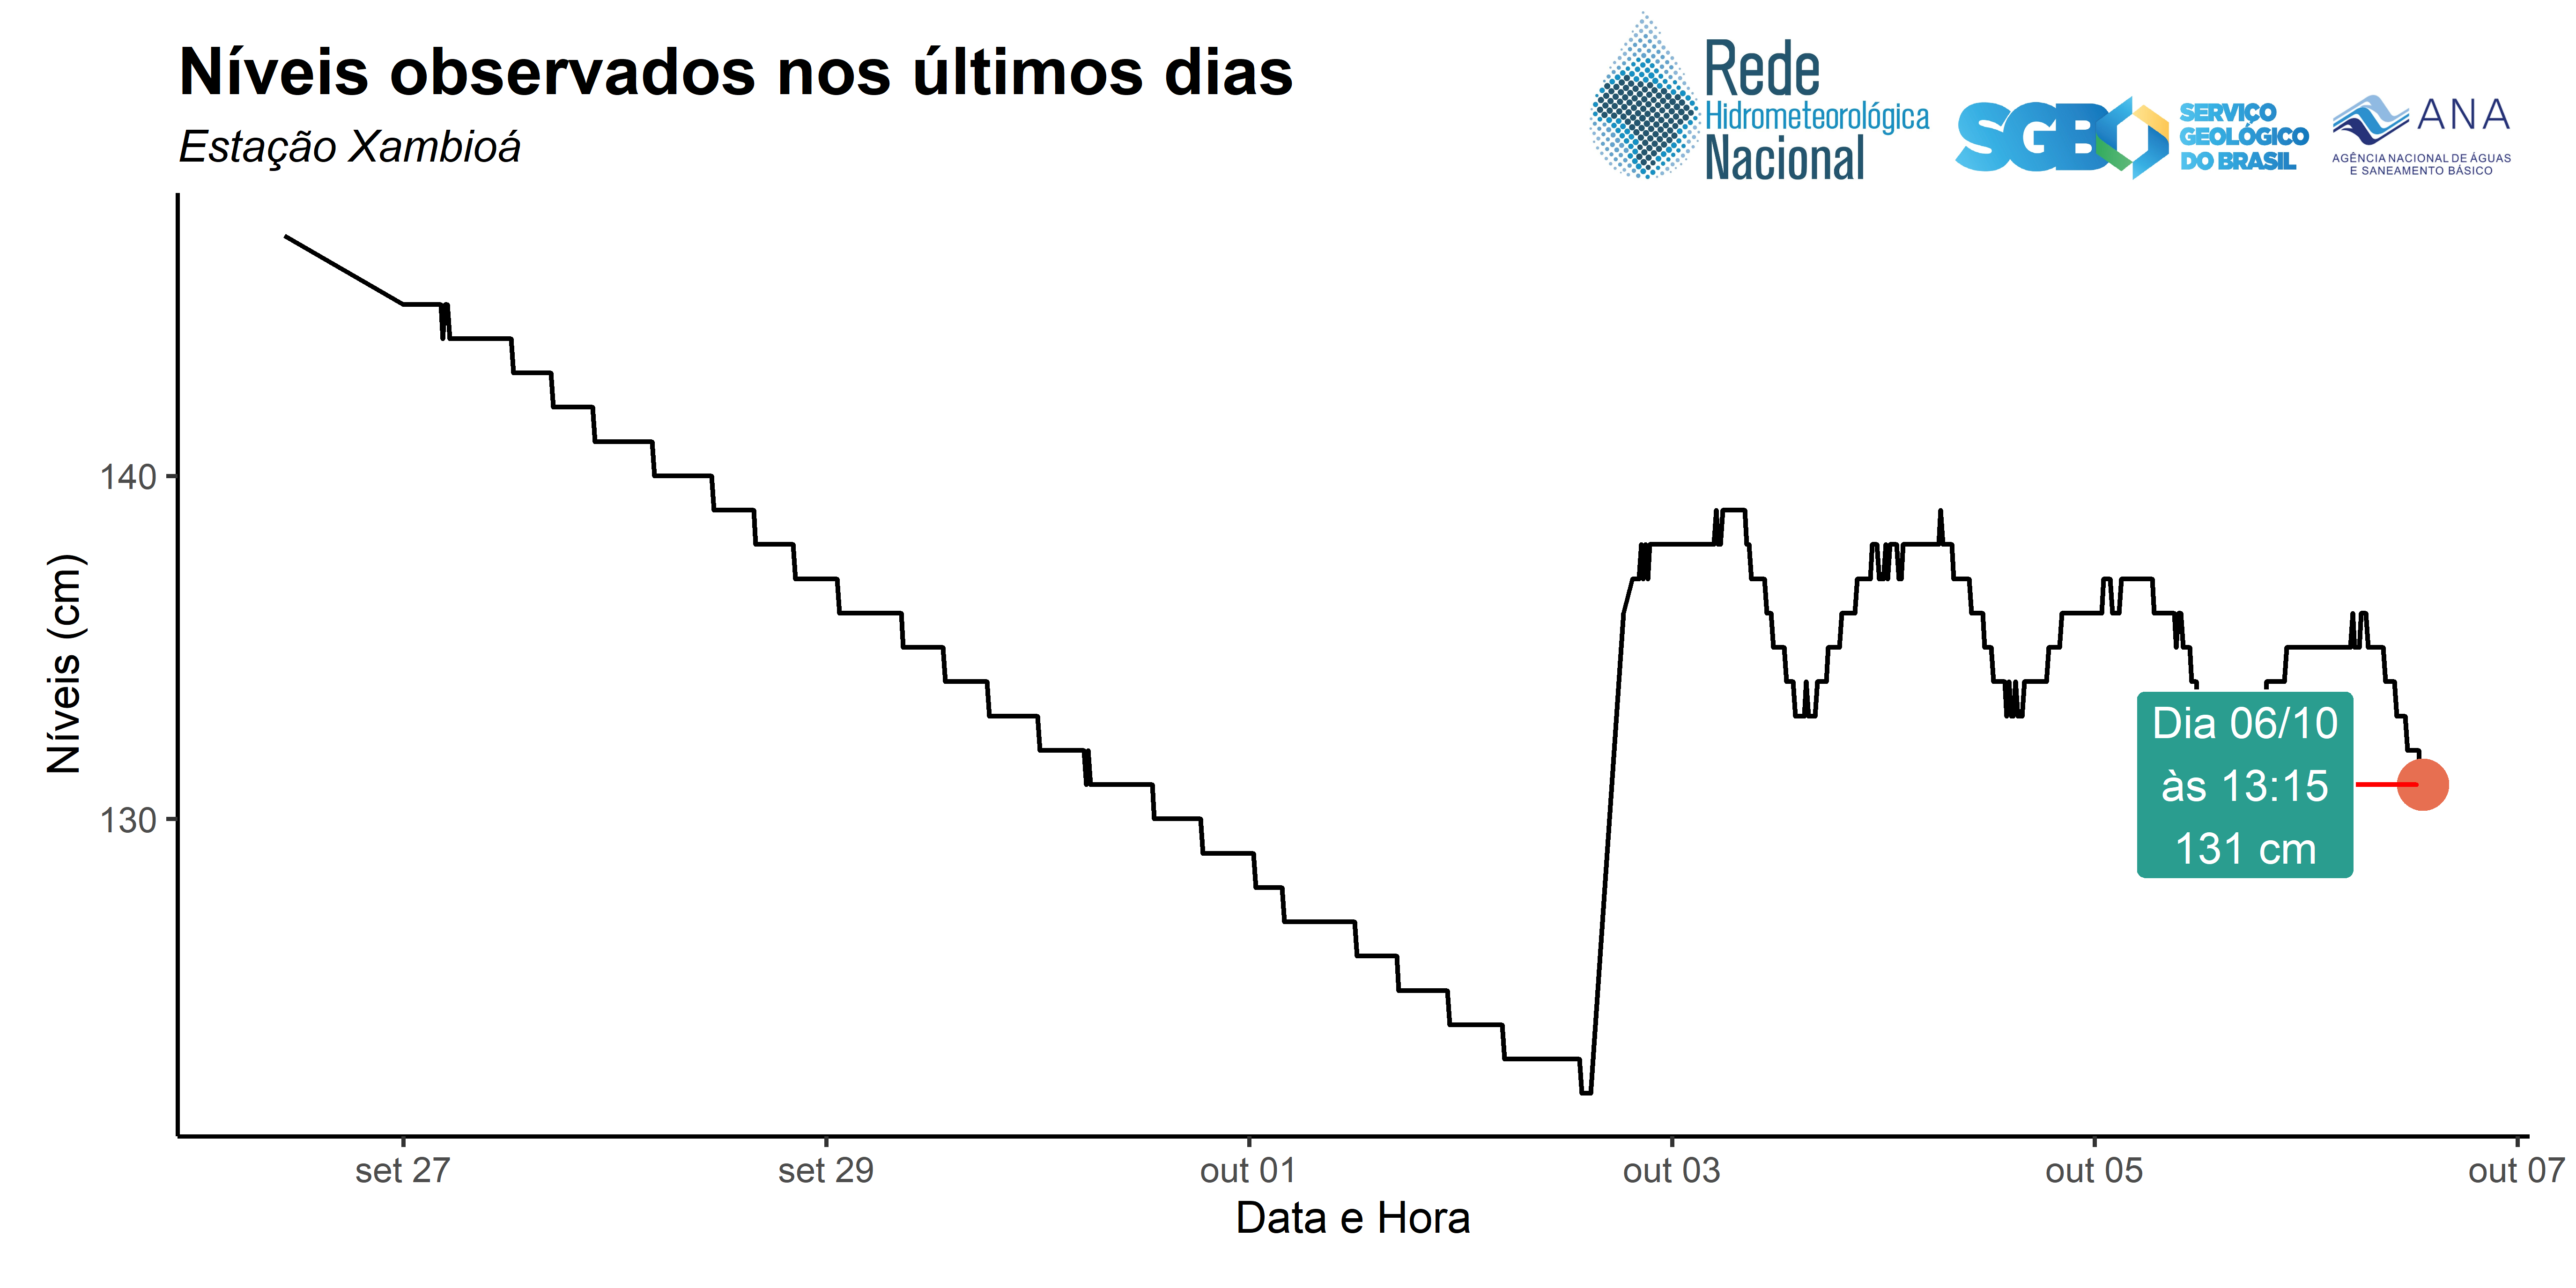 Níveis observados nos últimos dias
Estação Xambioá
Rede
Hidrometeorológica
Nacional
SGB
SERVIÇO
GEOLÓGICO
DO BRASIL
ANA
AGÊNCIA NACIONAL DE ÁGUAS
E SANEAMENTO BÁSICO
Níveis (cm)
140
130
Dia 06/10
às 13:15
131 cm
set 27
set 29
out 01
out 03
out 05
out 07
Data e Hora